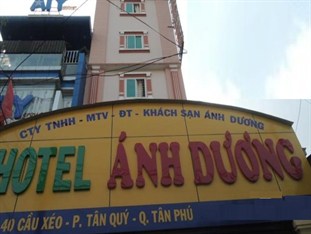 CTY TNHH - MTV - ĐT - KHÁCH SẠN ÁNH DƯƠNG
HOTEL ÁNH DƯƠNG
40 CẦU XÉO - P. TÂN QUÝ - Q. TÂN PHÚ